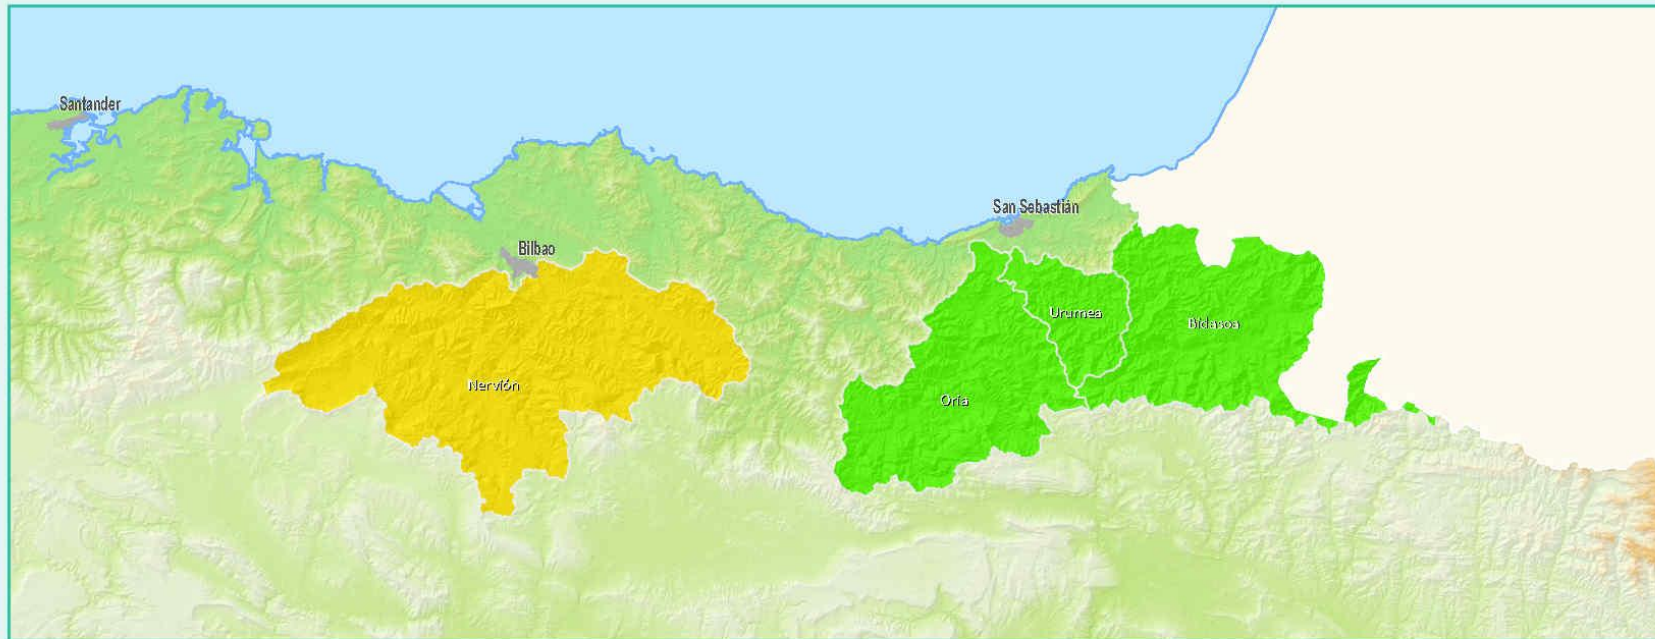 Santander
San Sebastián
Bilbao
Urumea
Bidasoa
Nervión
Oria